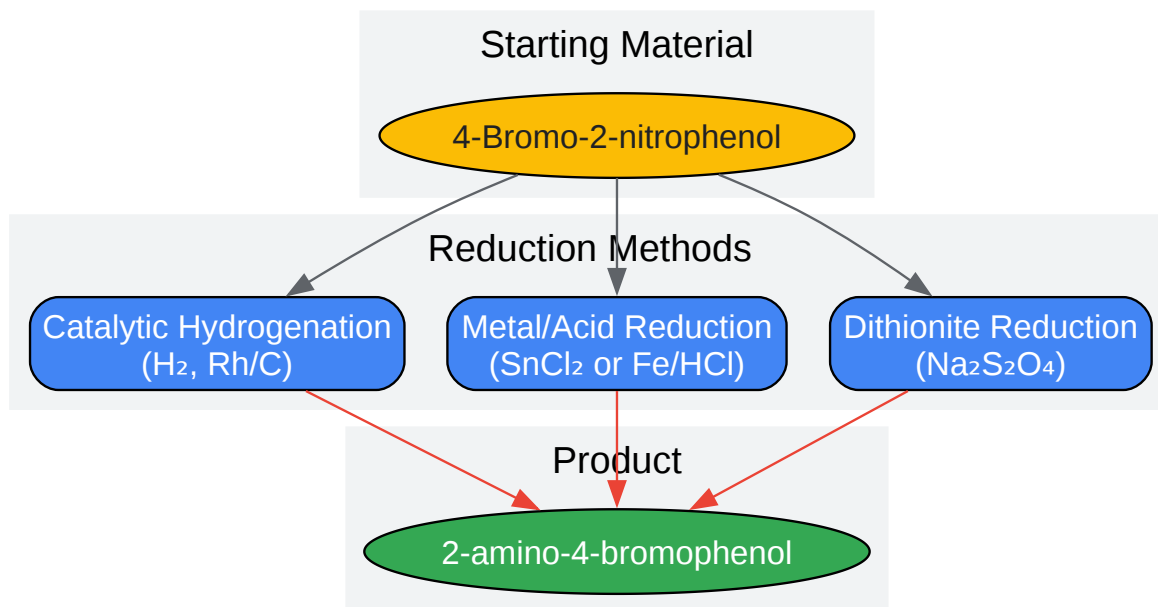 Starting Material
4-Bromo-2-nitrophenol
Reduction Methods
Catalytic Hydrogenation
(H₂, Rh/C)
Metal/Acid Reduction
(SnCl₂ or Fe/HCl)
Dithionite Reduction
(Na₂S₂O₄)
Product
2-amino-4-bromophenol